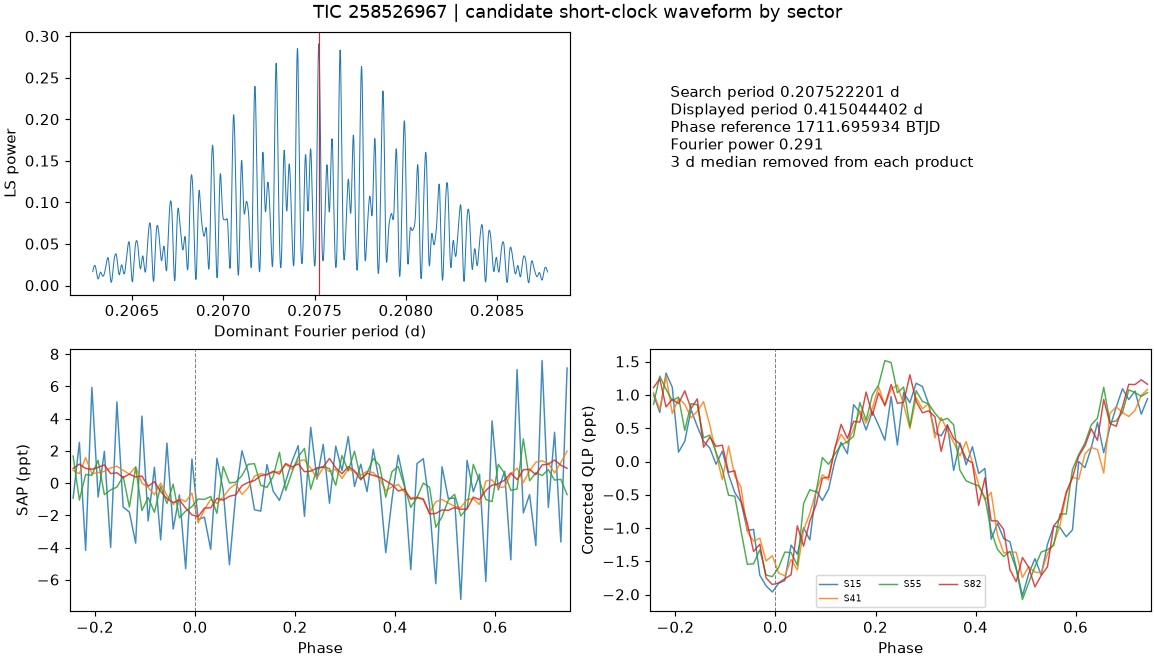 TIC 258526967 | candidate short-clock waveform by sector
0.30
0.25
0.20
0.15
0.10
0.05
0.00
LS power
0.2065
0.2070
0.2075
0.2080
0.2085
Dominant Fourier period (d)
Search period 0.207522201 d
Displayed period 0.415044402 d
Phase reference 1711.695934 BTJD
Fourier power 0.291
3 d median removed from each product
8
6
4
2
0
−2
−4
−6
SAP (ppt)
−0.2
0.0
0.2
0.4
0.6
Phase
1.5
1.0
0.5
0.0
−0.5
−1.0
−1.5
−2.0
Corrected QLP (ppt)
S15
S41
S55
S82
−0.2
0.0
0.2
0.4
0.6
Phase